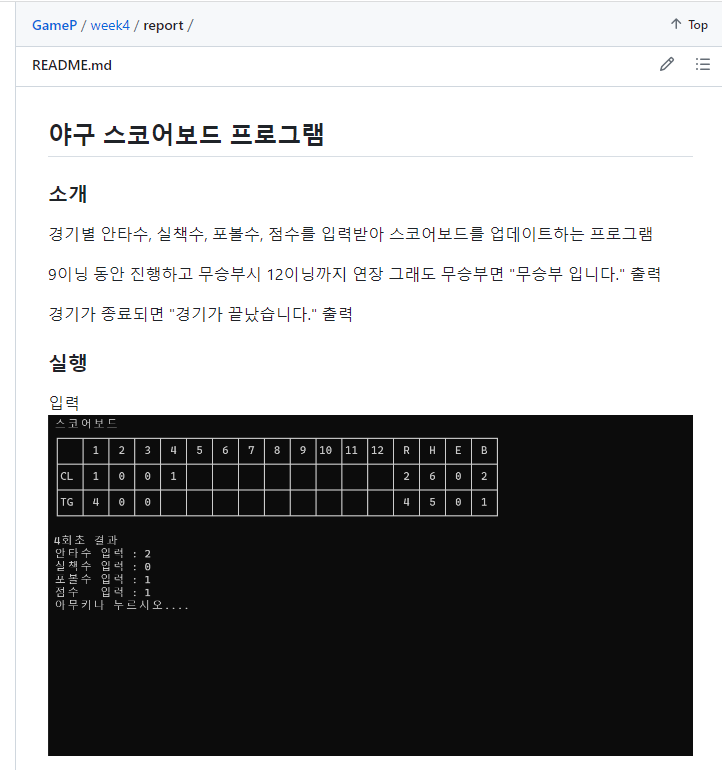 GameP / week4 / report /
Top
README.md
야구 스코어보드 프로그램
소개
경기별 안타수, 실책수, 포볼수, 점수를 입력받아 스코어보드를 업데이트하는 프로그램
9이닝 동안 진행하고 무승부시 12이닝까지 연장 그래도 무승부면 "무승부 입니다." 출력
경기가 종료되면 "경기가 끝났습니다." 출력
실행
입력
스코어보드
1 2 3 4 5 6 7 8 9 10 11 12 R H E B
CL 1 0 0 1 2 6 0 2
TG 4 0 0 4 5 0 1
4회초 결과
안타수 입력 : 2
실책수 입력 : 0
포볼수 입력 : 1
점수 입력 : 1
아무키나 누르시오....